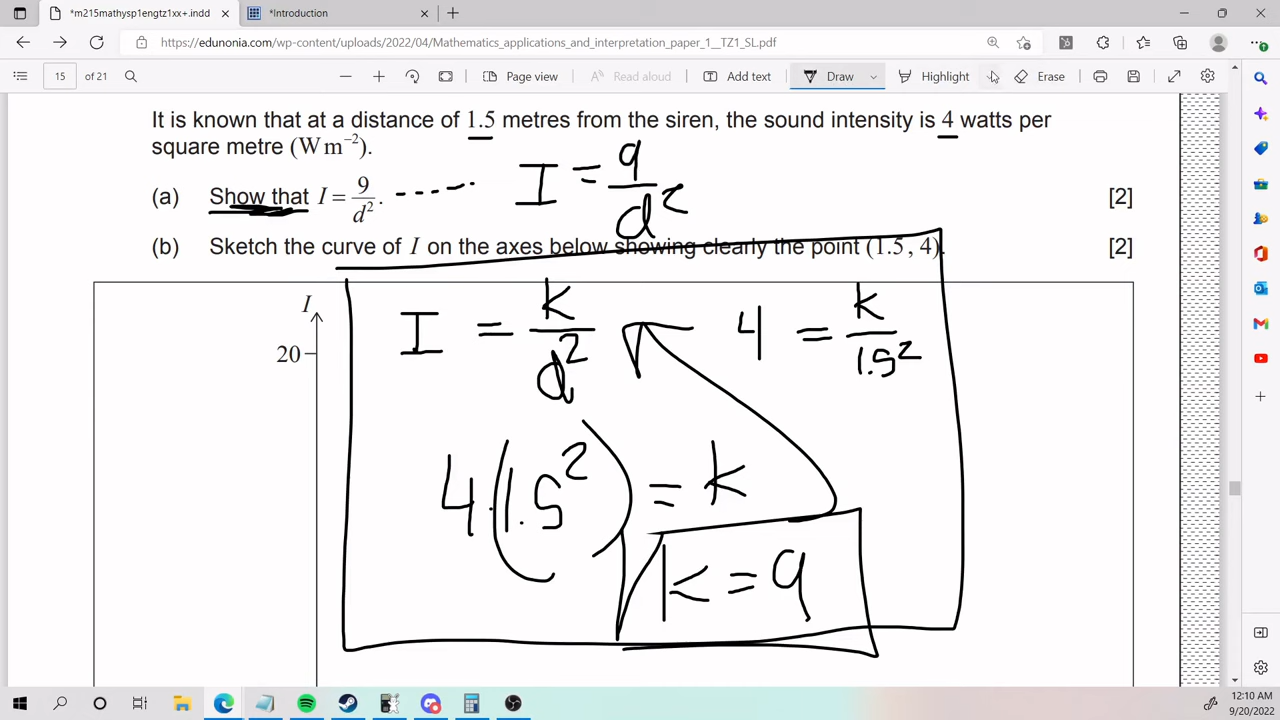 *m215mathysp1engtz1xx+.indd
*Introduction
https://edunonia.com/wp-content/uploads/2022/04/Mathematics_applications_and_interpretation_paper_1__TZ1_SL.pdf
15 of 21
Page view
Read aloud
Add text
Draw
Highlight
Erase
It is known that at a distance of 1.5 metres from the siren, the sound intensity is 4 watts per
square metre (W m⁻²).
(a) Show that I = 9/d². ----- I = 9/d² [2]
(b) Sketch the curve of I on the axes below showing clearly the point (1.5 , 4) [2]
I
20
I = k/d² 4 = k/1.5²
4(1.5²) = k
k = 9
12:10 AM
9/20/2022